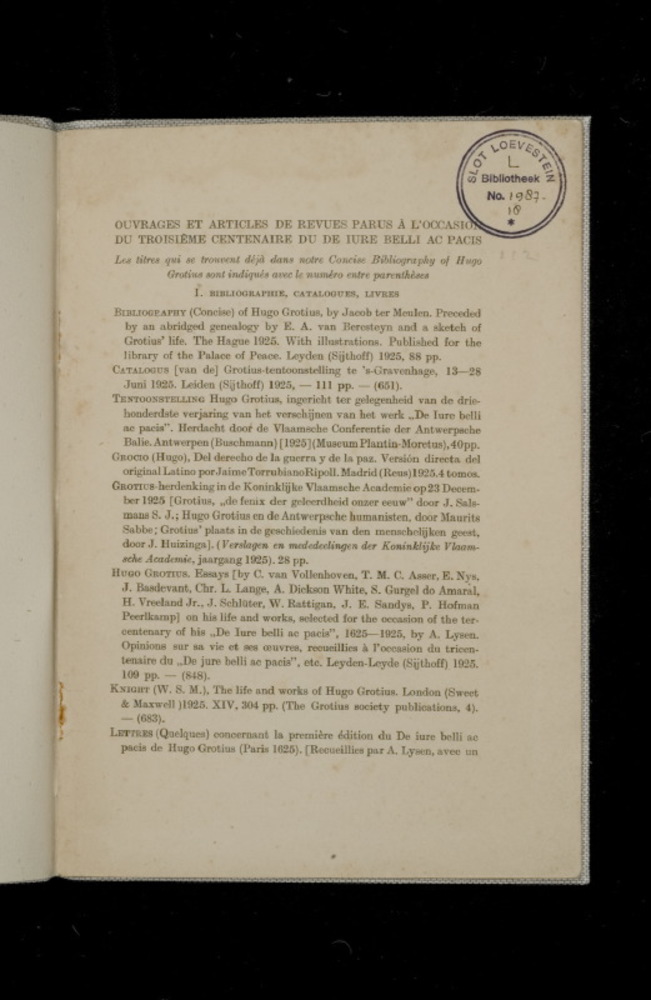 SLOT LOEVESTEIN
L
Bibliotheek
No. 1987.
18
*
OUVRAGES ET ARTICLES DE REVUES PARUS À L'OCCASION
DU TROISIÈME CENTENAIRE DU DE IURE BELLI AC PACIS
Les titres qui se trouvent déjà dans notre Concise Bibliography of Hugo
Grotius sont indiqués avec le numéro entre parenthèses
I. BIBLIOGRAPHIE, CATALOGUES, LIVRES
BIBLIOGRAPHY (Concise) of Hugo Grotius, by Jacob ter Meulen. Preceded
by an abridged genealogy by E. A. van Beresteyn and a sketch of
Grotius' life. The Hague 1925. With illustrations. Published for the
library of the Palace of Peace. Leyden (Sijthoff) 1925, 88 pp.
CATALOGUS [van de] Grotius-tentoonstelling te 's-Gravenhage, 13—28
Juni 1925. Leiden (Sijthoff) 1925, — 111 pp. — (651).
TENTOONSTELLING Hugo Grotius, ingericht ter gelegenheid van de drie-
honderdste verjaring van het verschijnen van het werk „De Iure belli
ac pacis”. Herdacht door de Vlaamsche Conferentie der Antwerpsche
Balie. Antwerpen (Buschmann) [1925] (Museum Plantin-Moretus), 40 pp.
GROCIO (Hugo), Del derecho de la guerra y de la paz. Versión directa del
original Latino por Jaime Torrubiano Ripoll. Madrid (Reus) 1925. 4 tomos.
GROTIUS-herdenking in de Koninklijke Vlaamsche Academie op 23 Decem-
ber 1925 [Grotius, „de fenix der geleerdheid onzer eeuw” door J. Sals-
mans S. J.; Hugo Grotius en de Antwerpsche humanisten, door Maurits
Sabbe; Grotius' plaats in de geschiedenis van den menschelijken geest,
door J. Huizinga]. (Verslagen en mededeelingen der Koninklijke Vlaam-
sche Academie, jaargang 1925). 28 pp.
HUGO GROTIUS. Essays [by C. van Vollenhoven, T. M. C. Asser, E. Nys,
J. Basdevant, Chr. L. Lange, A. Dickson White, S. Gurgel do Amaral,
H. Vreeland Jr., J. Schlüter, W. Rattigan, J. E. Sandys, P. Hofman
Peerlkamp] on his life and works, selected for the occasion of the ter-
centenary of his „De Iure belli ac pacis”, 1625—1925, by A. Lysen.
Opinions sur sa vie et ses œuvres, recueillies à l'occasion du tricen-
tenaire du „De jure belli ac pacis”, etc. Leyden-Leyde (Sijthoff) 1925.
109 pp. — (848).
KNIGHT (W. S. M.), The life and works of Hugo Grotius. London (Sweet
& Maxwell )1925. XIV, 304 pp. (The Grotius society publications, 4).
— (683).
LETTRES (Quelques) concernant la première édition du De iure belli ac
pacis de Hugo Grotius (Paris 1625). [Recueillies par A. Lysen, avec un